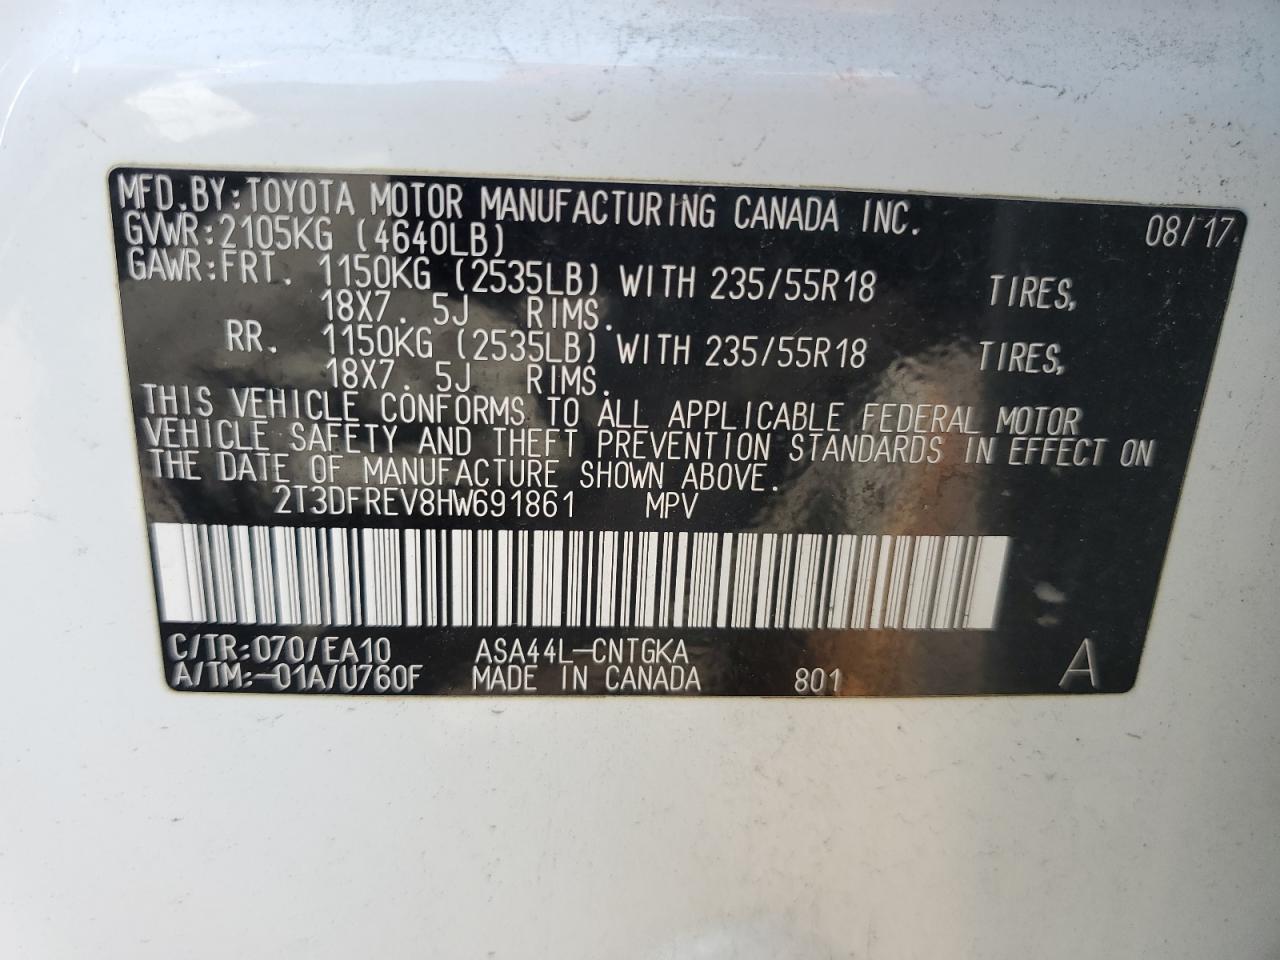 MFD.BY:TOYOTA MOTOR MANUFACTURING CANADA INC. 08/17
GVWR:2105KG (4640LB)
GAWR:FRT. 1150KG (2535LB) WITH 235/55R18 TIRES,
18X7. 5J RIMS.
RR. 1150KG (2535LB) WITH 235/55R18 TIRES,
18X7. 5J RIMS.
THIS VEHICLE CONFORMS TO ALL APPLICABLE FEDERAL MOTOR
VEHICLE SAFETY AND THEFT PREVENTION STANDARDS IN EFFECT ON
THE DATE OF MANUFACTURE SHOWN ABOVE.
2T3DFREV8HW691861 MPV
C/TR:070/EA10 ASA44L-CNTGKA A
A/TM:-01A/U760F MADE IN CANADA 801